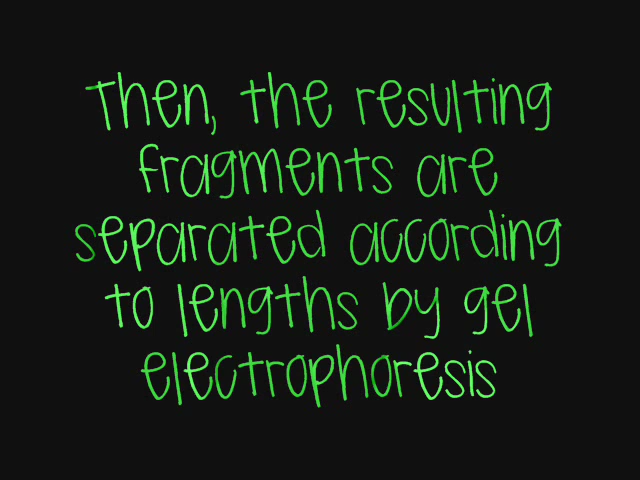 Then, the resulting
fragments are
separated according
to lengths by gel
electrophoresis